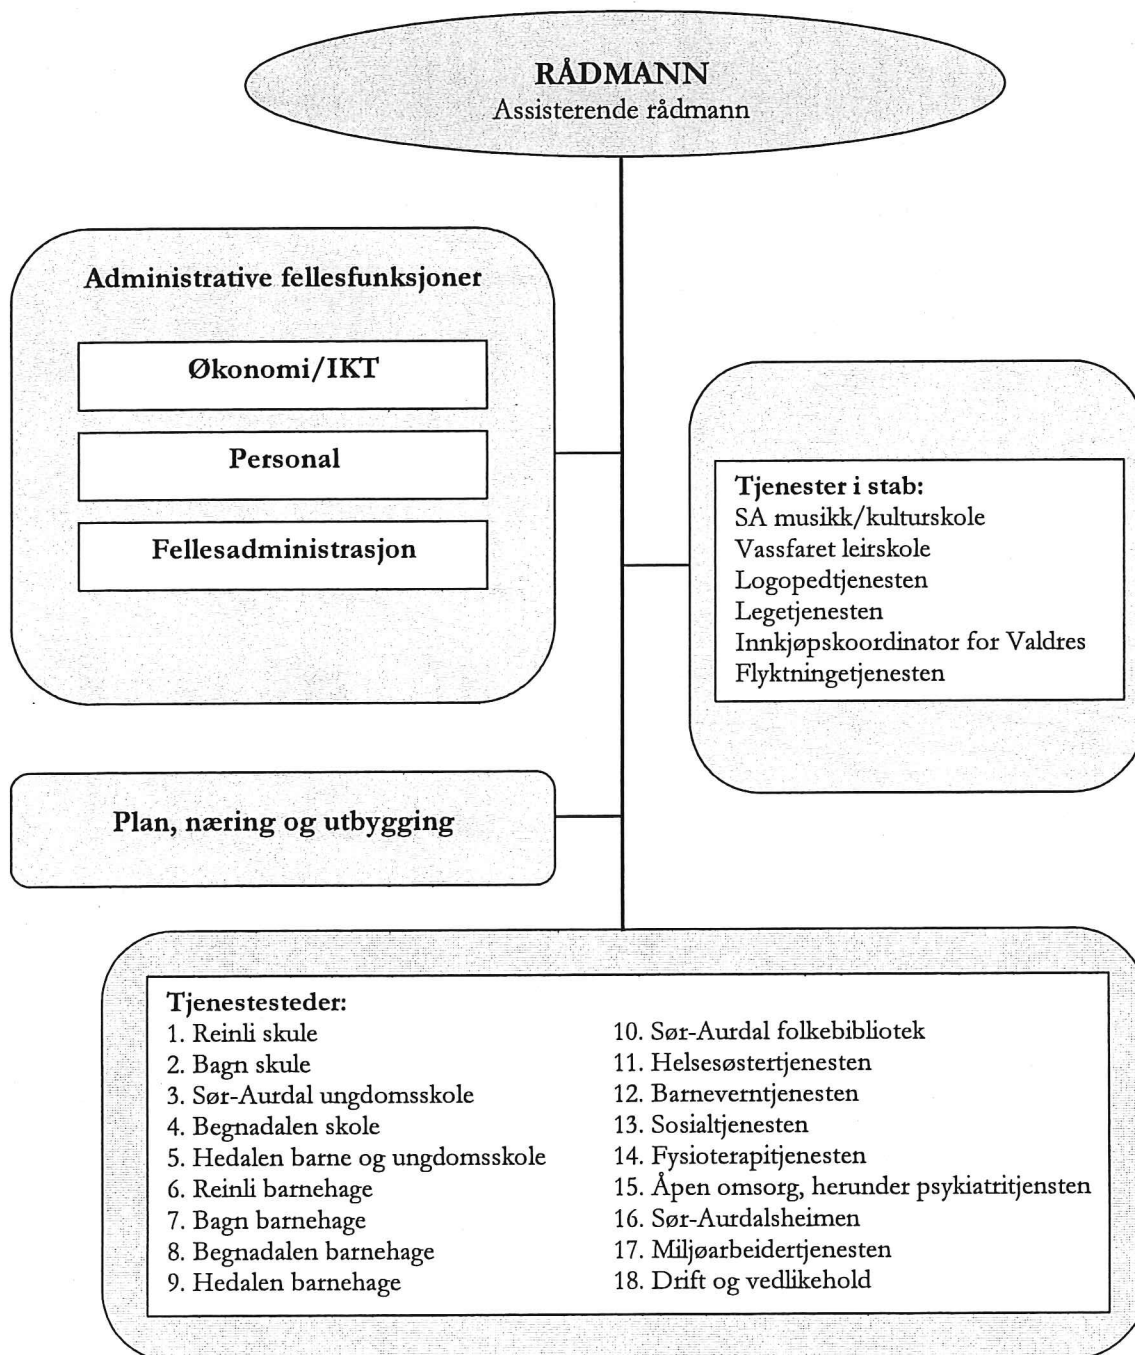 RÅDMANN
Assisterende rådmann
Administrative fellesfunksjoner
Økonomi/IKT
Personal
Fellesadministrasjon
Tjenester i stab:
SA musikk/kulturskole
Vassfaret leirskole
Logopedtjenesten
Legetjenesten
Innkjøpskoordinator for Valdres
Flyktningetjenesten
Plan, næring og utbygging
Tjenestesteder:
1. Reinli skule
2. Bagn skule
3. Sør-Aurdal ungdomsskole
4. Begnadalen skole
5. Hedalen barne og ungdomsskole
6. Reinli barnehage
7. Bagn barnehage
8. Begnadalen barnehage
9. Hedalen barnehage
10. Sør-Aurdal folkebibliotek
11. Helsesøstertjenesten
12. Barneverntjenesten
13. Sosialtjenesten
14. Fysioterapitjenesten
15. Åpen omsorg, herunder psykiatritjensten
16. Sør-Aurdalsheimen
17. Miljøarbeidertjenesten
18. Drift og vedlikehold